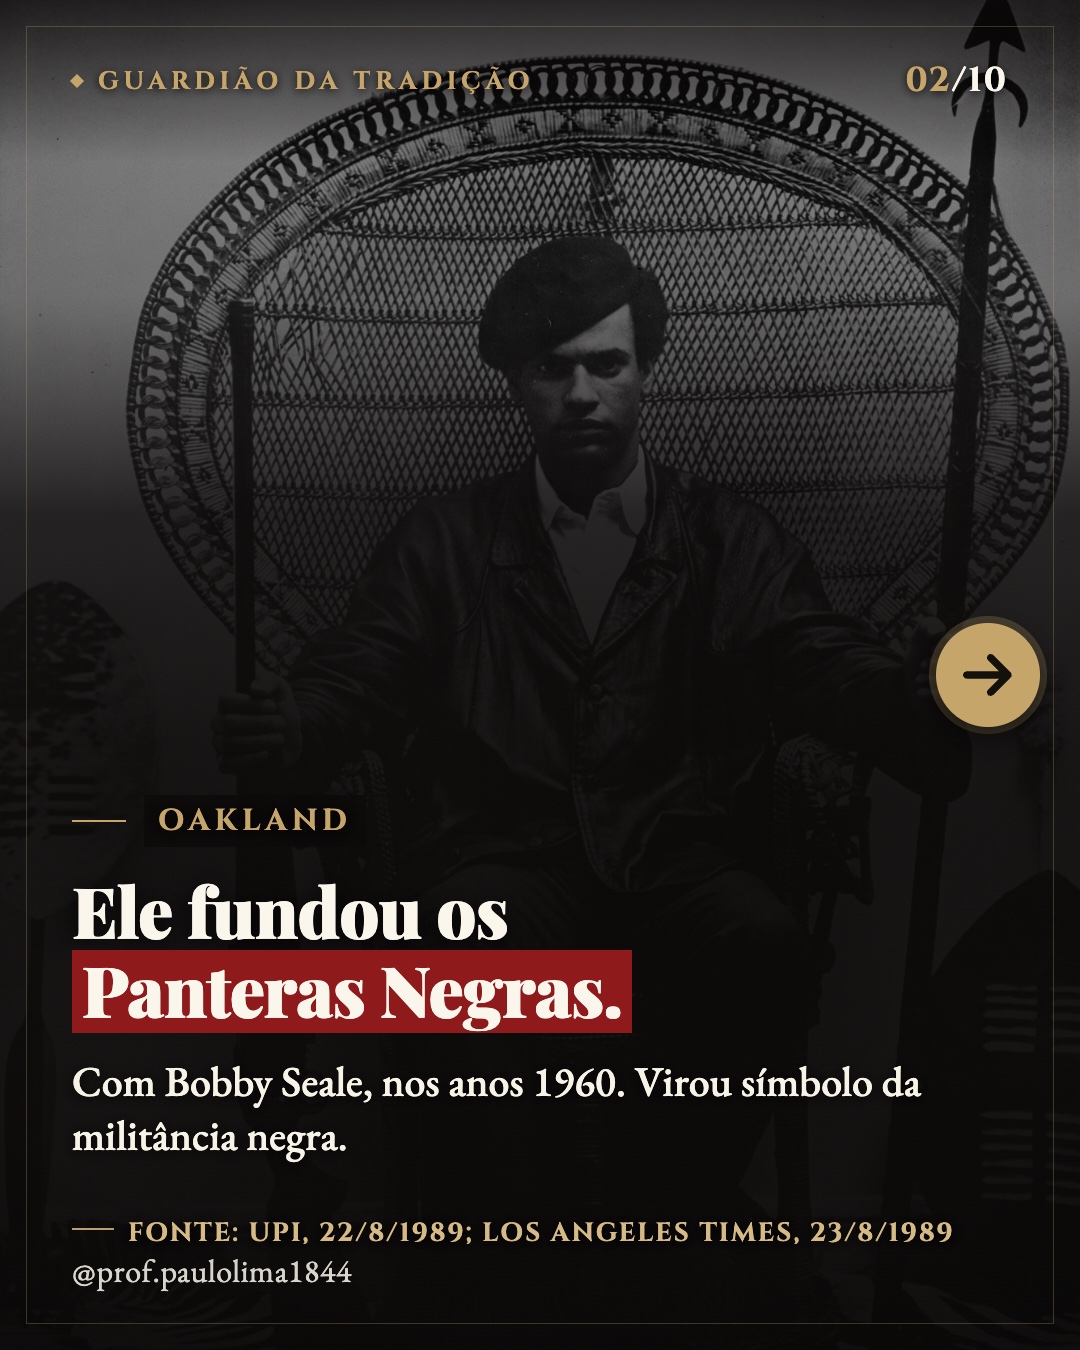 GUARDIÃO DA TRADIÇÃO
02/10
OAKLAND
Ele fundou os
Panteras Negras.
Com Bobby Seale, nos anos 1960. Virou símbolo da
militância negra.
FONTE: UPI, 22/8/1989; LOS ANGELES TIMES, 23/8/1989
@prof.paulolima1844